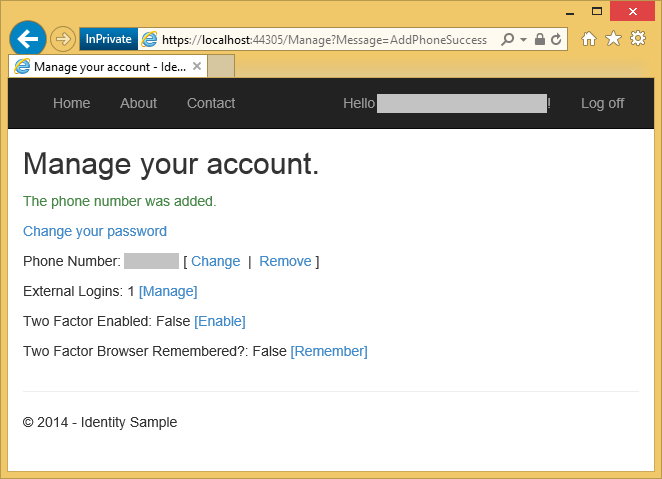 InPrivate https://localhost:44305/Manage?Message=AddPhoneSuccess
Manage your account - Ide...
Home About Contact Hello ! Log off
Manage your account.
The phone number was added.
Change your password
Phone Number: [ Change | Remove ]
External Logins: 1 [Manage]
Two Factor Enabled: False [Enable]
Two Factor Browser Remembered?: False [Remember]
© 2014 - Identity Sample